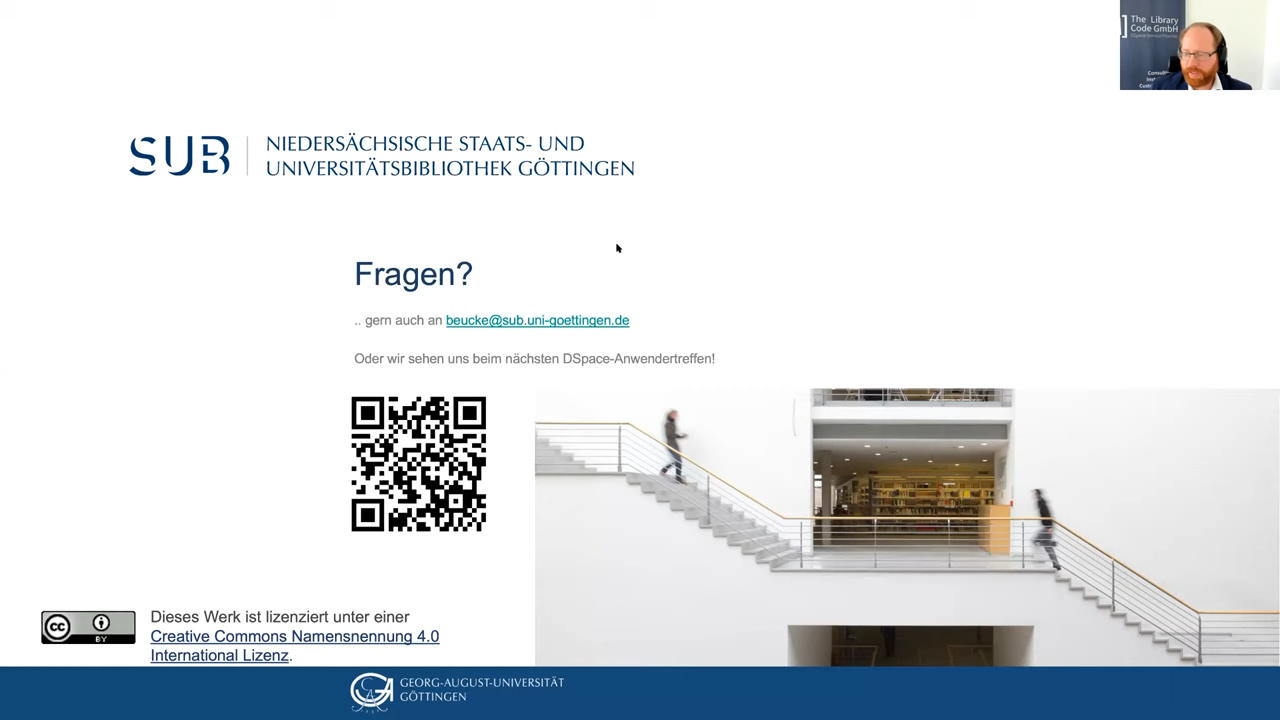 The Library
Code GmbH
SUB
NIEDERSÄCHSISCHE STAATS- UND
UNIVERSITÄTSBIBLIOTHEK GÖTTINGEN
Fragen?
.. gern auch an beucke@sub.uni-goettingen.de
Oder wir sehen uns beim nächsten DSpace-Anwendertreffen!
cc
BY
Dieses Werk ist lizenziert unter einer
Creative Commons Namensnennung 4.0
International Lizenz.
GEORG-AUGUST-UNIVERSITÄT
GÖTTINGEN